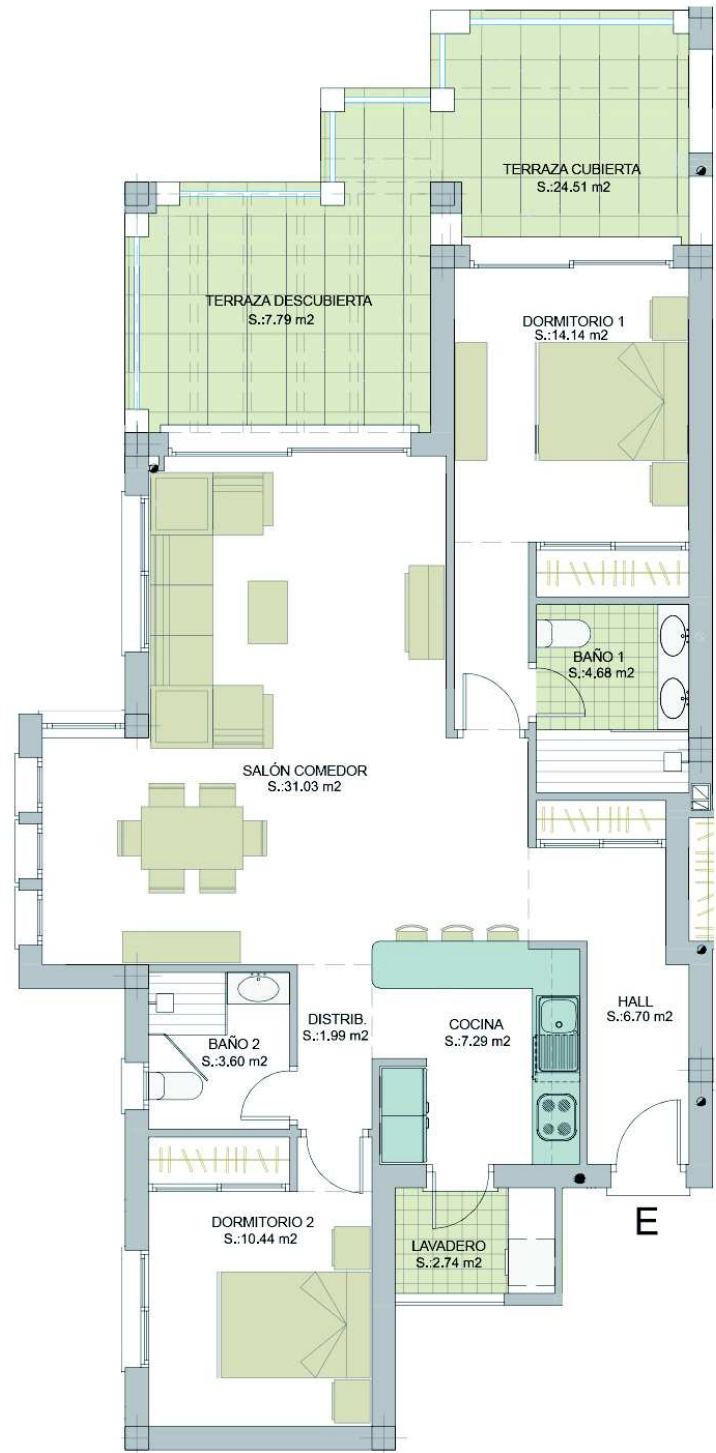 TERRAZA CUBIERTA
S.:24.51 m2
TERRAZA DESCUBIERTA
S.:7.79 m2
DORMITORIO 1
S.:14.14 m2
BAÑO 1
S.:4.68 m2
SALÓN COMEDOR
S.:31.03 m2
HALL
S.:6.70 m2
DISTRIB.
S.:1.99 m2
COCINA
S.:7.29 m2
BAÑO 2
S.:3.60 m2
E
DORMITORIO 2
S.:10.44 m2
LAVADERO
S.:2.74 m2